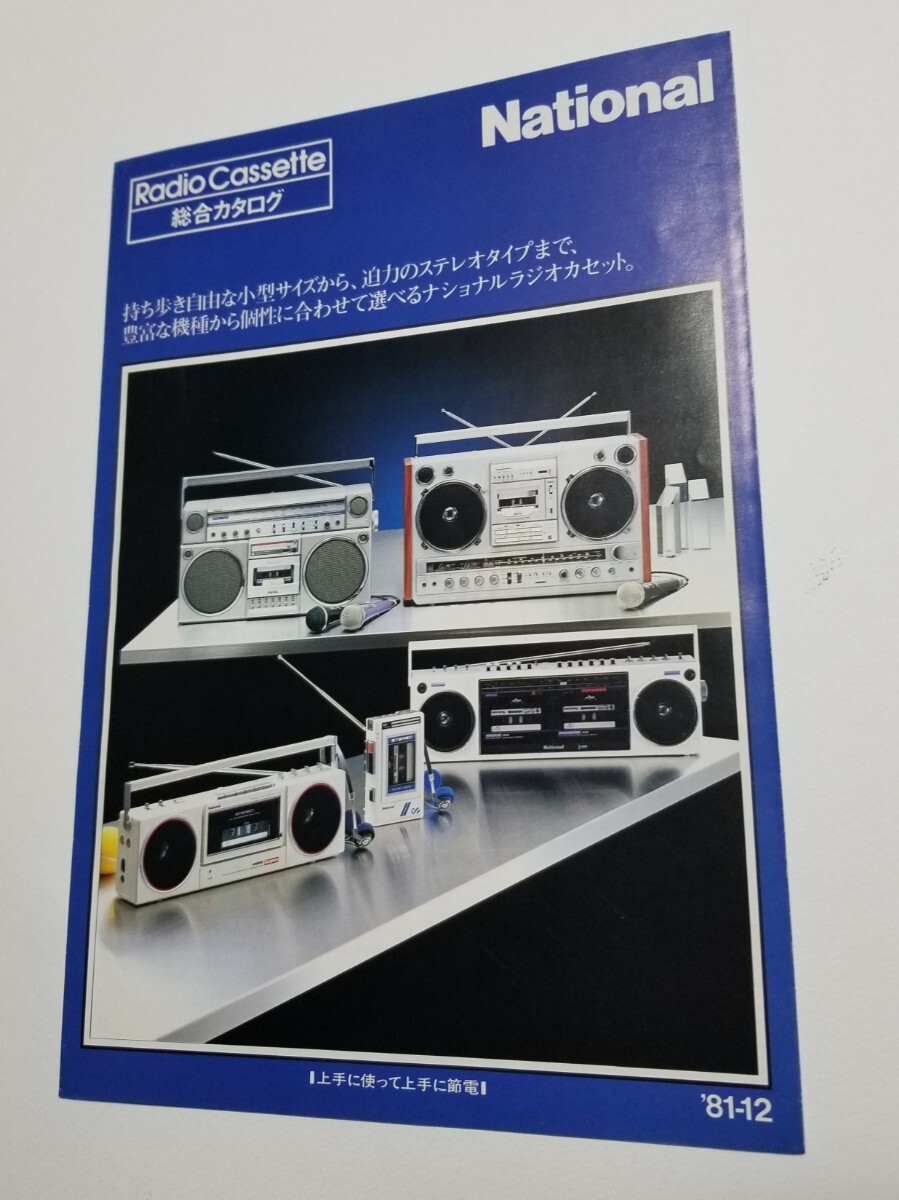 National
Radio Cassette
総合カタログ
持ち歩き自由な小型サイズから、迫力のステレオタイプまで、
豊富な機種から個性に合わせて選べるナショナルラジオカセット。
National
上手に使って上手に節電
'81-12